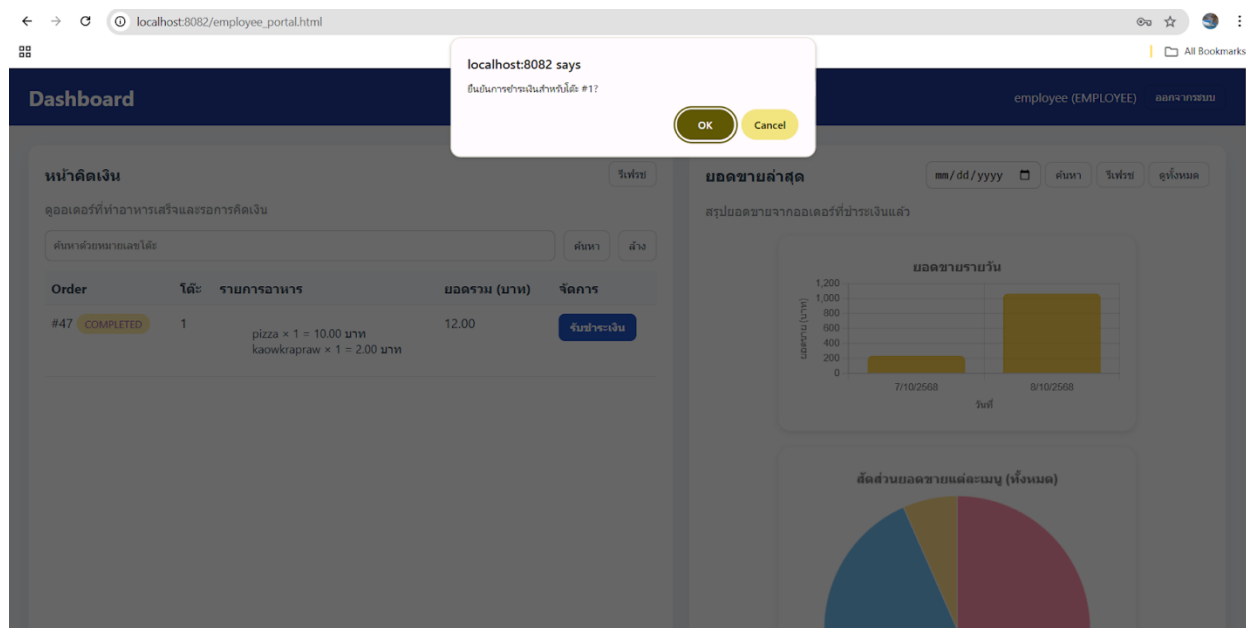 localhost:8082/employee_portal.html
All Bookmarks
localhost:8082 says
ยืนยันการชำระเงินสำหรับโต๊ะ #1?
OK
Cancel
Dashboard
employee (EMPLOYEE)
ออกจากระบบ
หน้าคิดเงิน
รีเฟรช
ดูออเดอร์ที่ทำอาหารเสร็จและรอการคิดเงิน
ค้นหาด้วยหมายเลขโต๊ะ
ค้นหา
ล้าง
Order โต๊ะ รายการอาหาร ยอดรวม (บาท) จัดการ
#47 COMPLETED 1 pizza × 1 = 10.00 บาท 12.00 รับชำระเงิน
kaowkrapraw × 1 = 2.00 บาท
ยอดขายล่าสุด
mm/dd/yyyy
ค้นหา
รีเฟรช
ดูทั้งหมด
สรุปยอดขายจากออเดอร์ที่ชำระเงินแล้ว
ยอดขายรายวัน
ยอดขาย (บาท)
1,200
1,000
800
600
400
200
0
7/10/2568 8/10/2568
วันที่
สัดส่วนยอดขายแต่ละเมนู (ทั้งหมด)